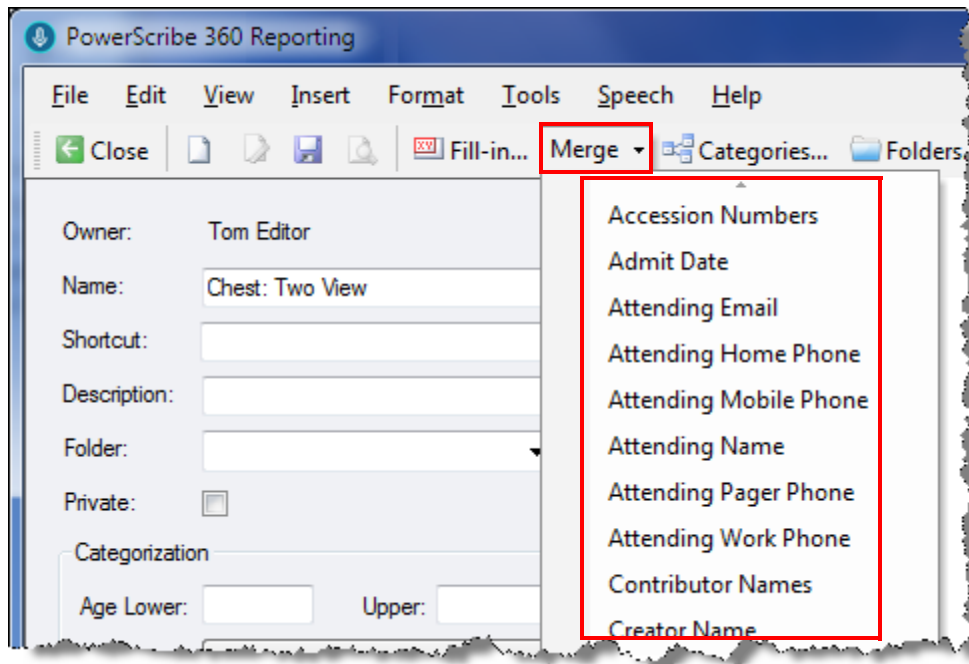 PowerScribe 360 Reporting
File Edit View Insert Format Tools Speech Help
Close Fill-in... Merge Categories... Folders
Owner: Tom Editor
Name: Chest: Two View
Shortcut:
Description:
Folder:
Private:
Categorization
Age Lower: Upper:
Accession Numbers
Admit Date
Attending Email
Attending Home Phone
Attending Mobile Phone
Attending Name
Attending Pager Phone
Attending Work Phone
Contributor Names
Creator Name